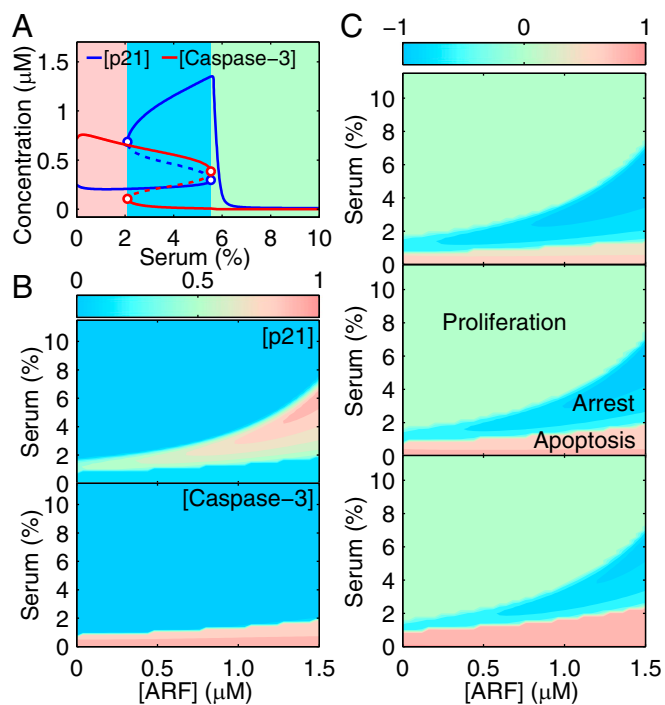 A
[p21]
[Caspase−3]
Concentration (μM)
1.5
1
0.5
0
0 2 4 6 8 10
Serum (%)
B
0 0.5 1
[p21]
Serum (%)
10
8
6
4
2
0
[Caspase−3]
Serum (%)
10
8
6
4
2
0
0 0.5 1.0 1.5
[ARF] (μM)
C
−1 0 1
Serum (%)
10
8
6
4
2
0
Proliferation
Arrest
Apoptosis
Serum (%)
10
8
6
4
2
0
Serum (%)
10
8
6
4
2
0
0 0.5 1.0 1.5
[ARF] (μM)